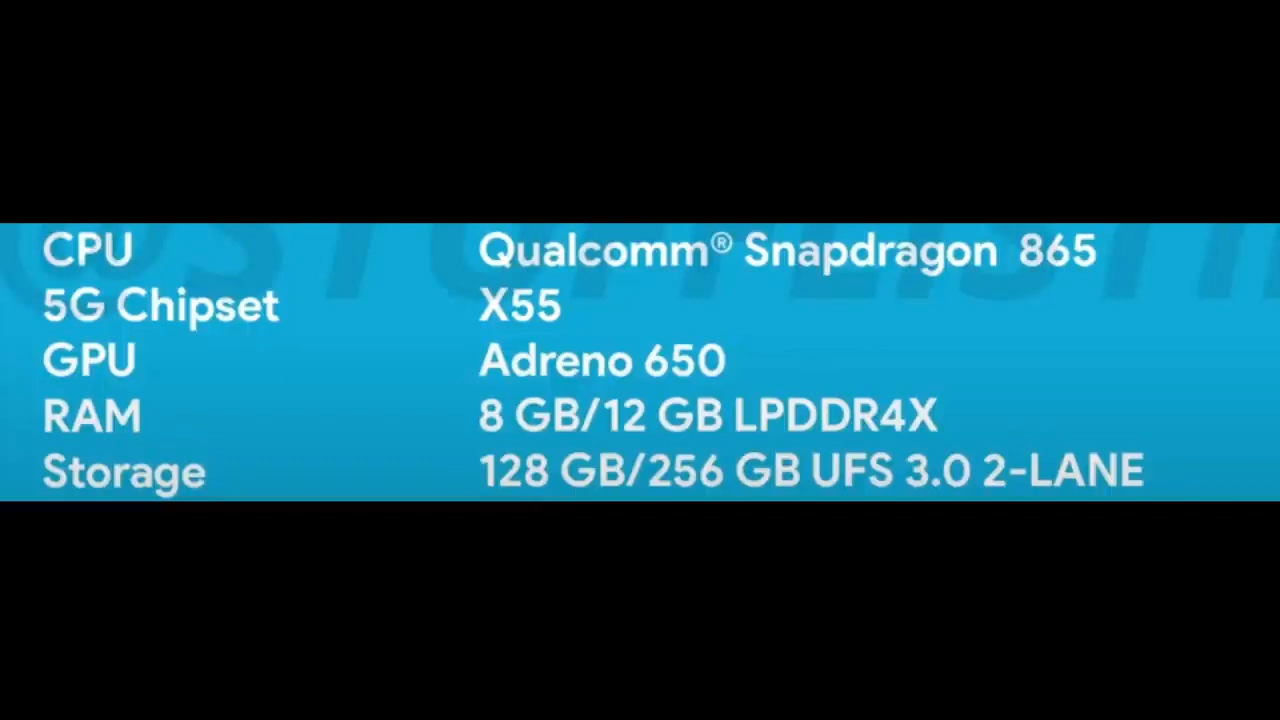 CPU Qualcomm® Snapdragon 865
5G Chipset X55
GPU Adreno 650
RAM 8 GB/12 GB LPDDR4X
Storage 128 GB/256 GB UFS 3.0 2-LANE